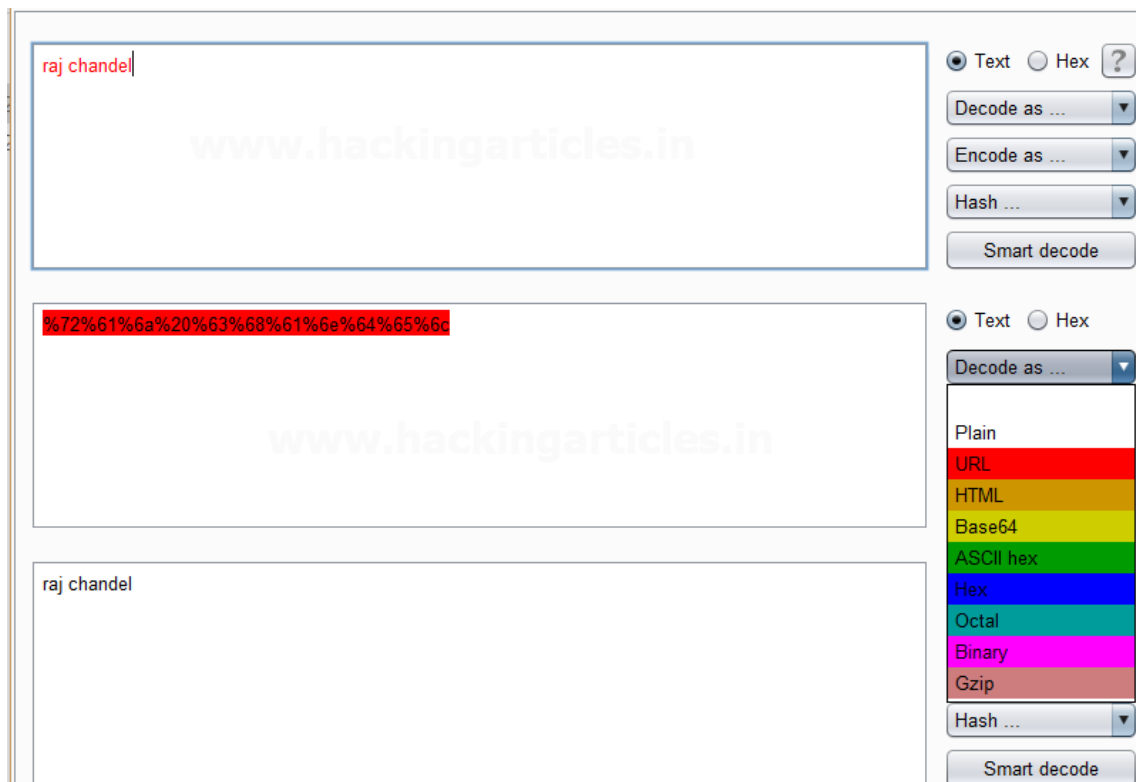 raj chandel
Text Hex ?
Decode as ...
www.hackingarticles.in
Encode as ...
Hash ...
Smart decode
%72%61%6a%20%63%68%61%6e%64%65%6c
Text Hex
Decode as ...
www.hackingarticles.in
Plain
URL
HTML
Base64
ASCII hex
Hex
Octal
Binary
Gzip
raj chandel
Hash ...
Smart decode